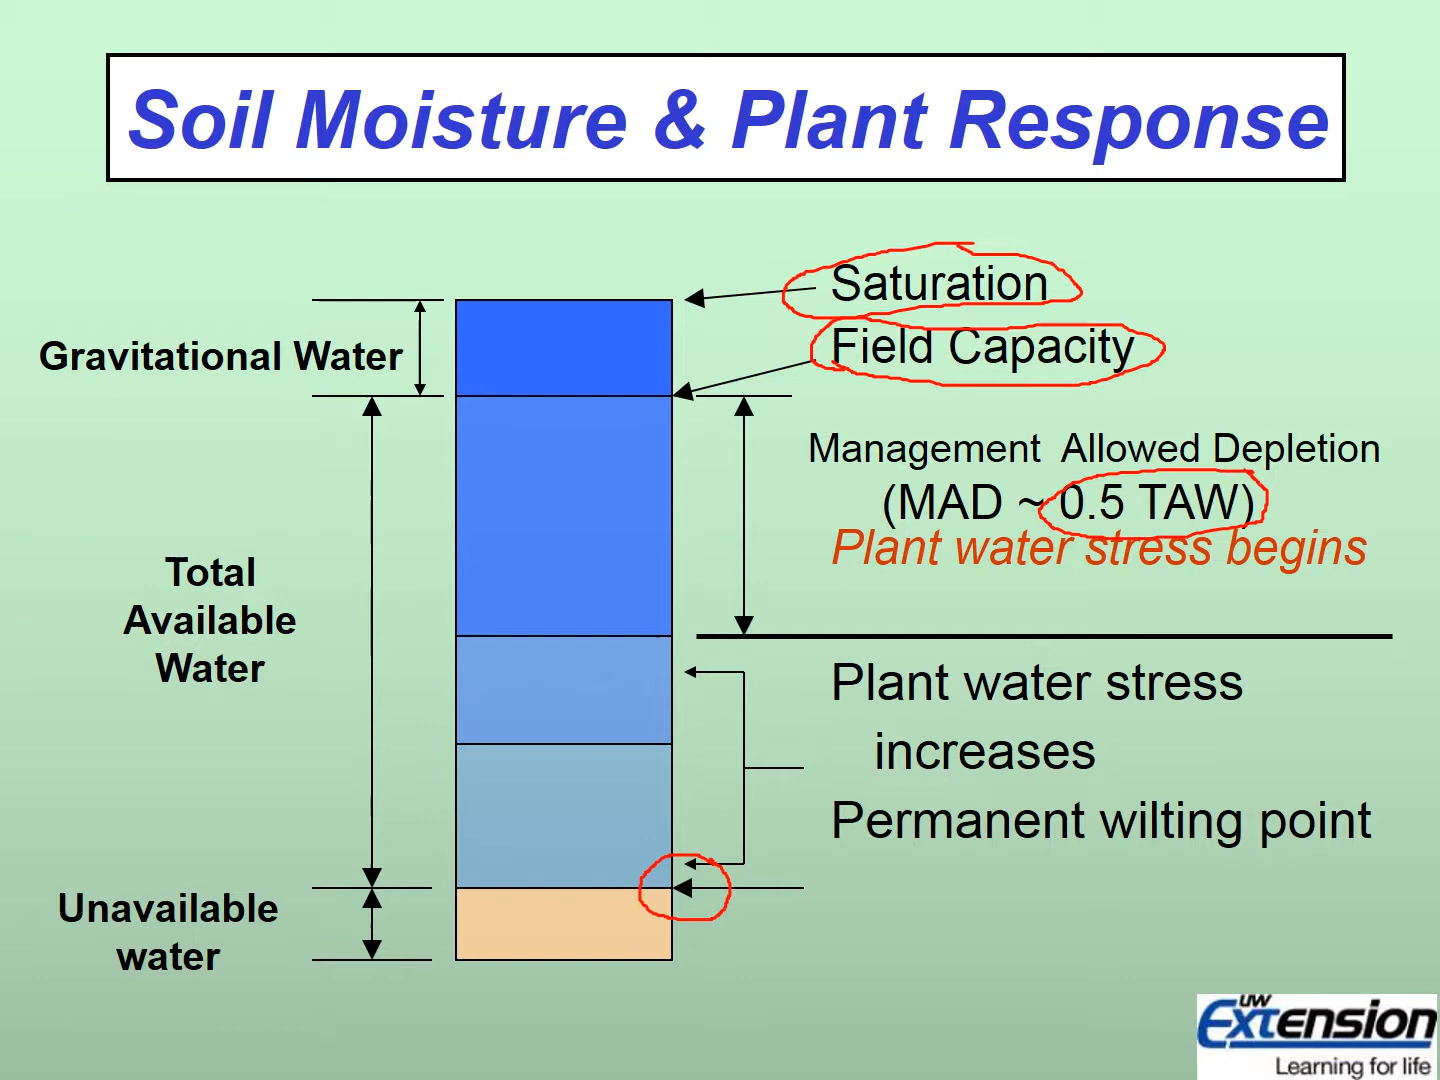 Soil Moisture & Plant Response
Saturation
Gravitational Water
Field Capacity
Management Allowed Depletion
(MAD ~ 0.5 TAW)
Plant water stress begins
Total
Available
Water
Plant water stress
increases
Permanent wilting point
Unavailable
water
UW
Extension
Learning for life